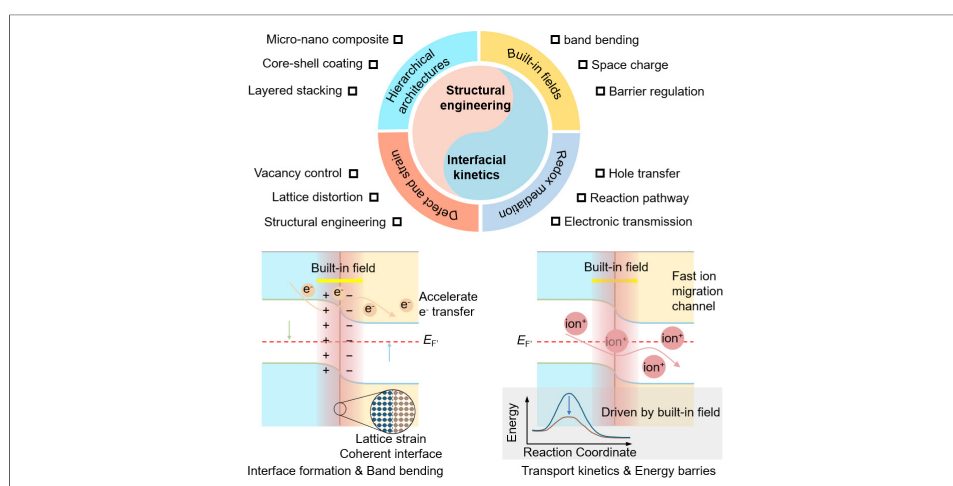 Micro-nano composite
Core-shell coating
Layered stacking
Hierarchical
architectures
Built-in fields
band bending
Space charge
Barrier regulation
Structural
engineering
Interfacial
kinetics
Vacancy control
Lattice distortion
Structural engineering
Defect and strain
Redox mediation
Hole transfer
Reaction pathway
Electronic transmission
Built-in field
e⁻ + e⁻ −
e⁻ e⁻
Accelerate
e⁻ transfer
+ −
+ −
+ −
+ −
+ −
EF'
Lattice strain
Coherent interface
Interface formation & Band bending
Built-in field
Fast ion
migration
channel
ion⁺
ion⁺
ion⁺
ion⁺
EF'
Energy
Driven by built-in field
Reaction Coordinate
Transport kinetics & Energy barries